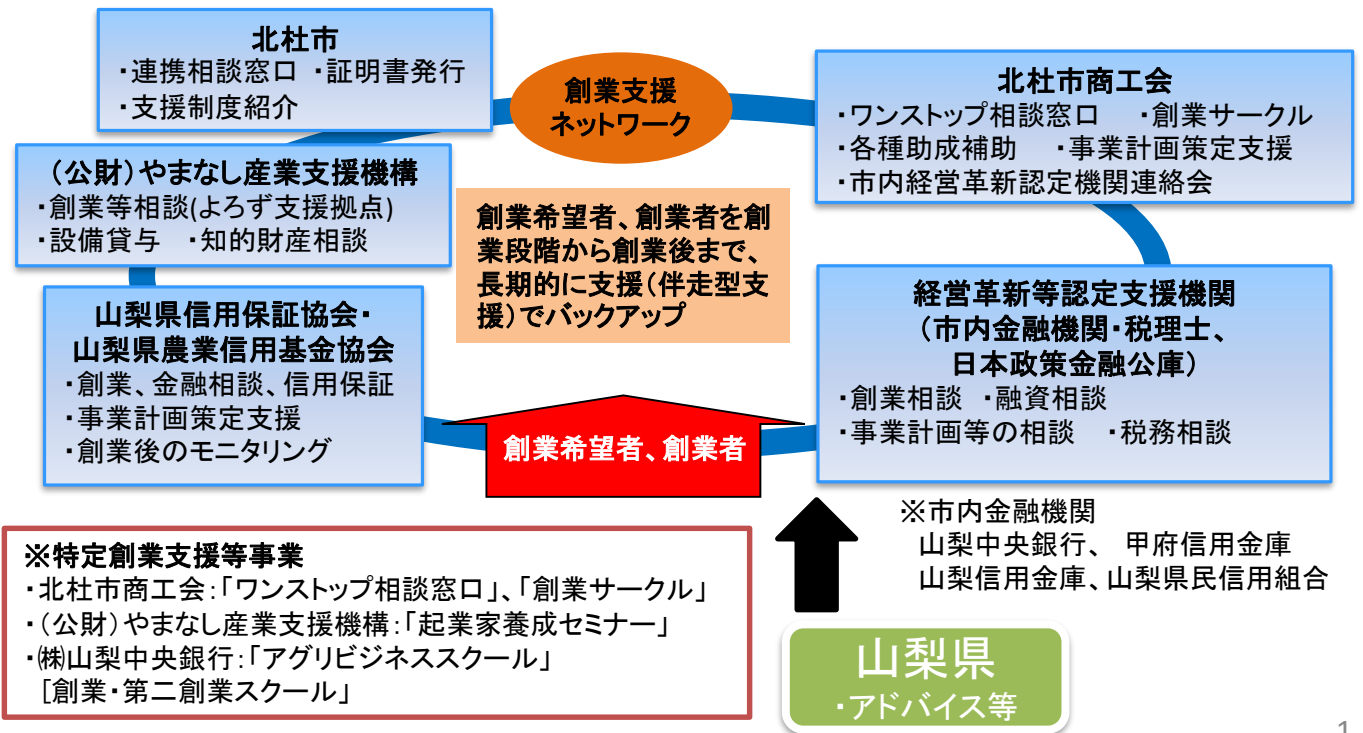 北杜市
・連携相談窓口 ・証明書発行
・支援制度紹介
創業支援
ネットワーク
北杜市商工会
・ワンストップ相談窓口 ・創業サークル
・各種助成補助 ・事業計画策定支援
・市内経営革新認定機関連絡会
(公財)やまなし産業支援機構
・創業等相談(よろず支援拠点)
・設備貸与 ・知的財産相談
創業希望者、創業者を創
業段階から創業後まで、
長期的に支援(伴走型支
援)でバックアップ
山梨県信用保証協会・
山梨県農業信用基金協会
・創業、金融相談、信用保証
・事業計画策定支援
・創業後のモニタリング
経営革新等認定支援機関
(市内金融機関・税理士、
日本政策金融公庫)
・創業相談 ・融資相談
・事業計画等の相談 ・税務相談
創業希望者、創業者
※市内金融機関
山梨中央銀行、 甲府信用金庫
山梨信用金庫、山梨県民信用組合
※特定創業支援等事業
・北杜市商工会:「ワンストップ相談窓口」、「創業サークル」
・(公財)やまなし産業支援機構:「起業家養成セミナー」
・㈱山梨中央銀行:「アグリビジネススクール」
[創業・第二創業スクール」
山梨県
・アドバイス等
1